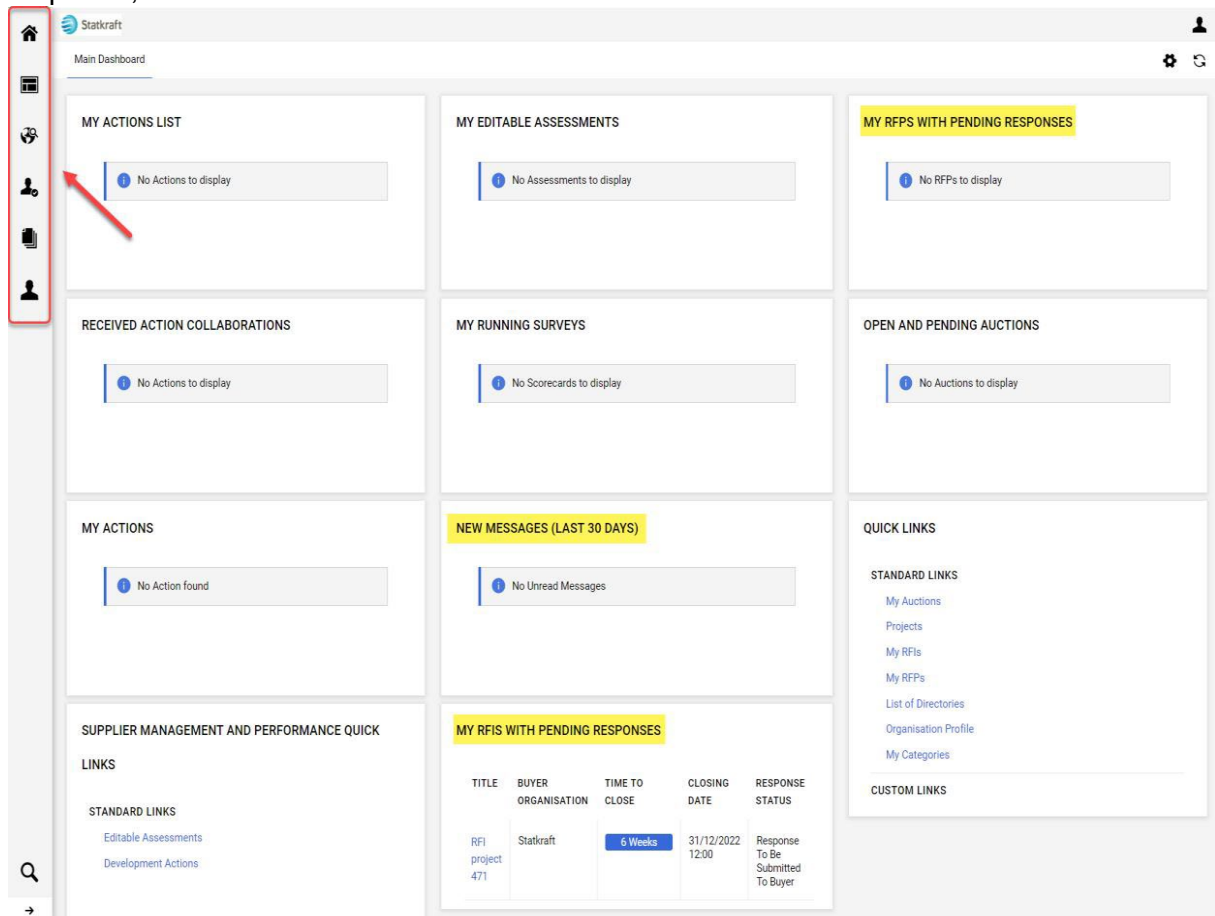 Statkraft
Main Dashboard
MY ACTIONS LIST
No Actions to display
MY EDITABLE ASSESSMENTS
No Assessments to display
MY RFPS WITH PENDING RESPONSES
No RFPs to display
RECEIVED ACTION COLLABORATIONS
No Actions to display
MY RUNNING SURVEYS
No Scorecards to display
OPEN AND PENDING AUCTIONS
No Auctions to display
MY ACTIONS
No Action found
NEW MESSAGES (LAST 30 DAYS)
No Unread Messages
QUICK LINKS
STANDARD LINKS
My Auctions
Projects
My RFIs
My RFPs
List of Directories
Organisation Profile
My Categories
CUSTOM LINKS
SUPPLIER MANAGEMENT AND PERFORMANCE QUICK
LINKS
STANDARD LINKS
Editable Assessments
Development Actions
MY RFIS WITH PENDING RESPONSES
TITLE BUYER TIME TO CLOSING RESPONSE
ORGANISATION CLOSE DATE STATUS
RFI Statkraft 6 Weeks 31/12/2022 Response
project 12:00 To Be
471 Submitted
To Buyer